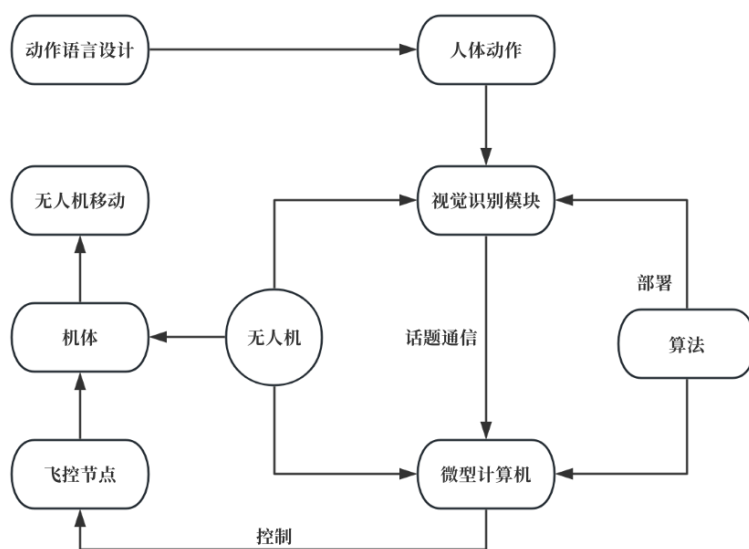 动作语言设计
人体动作
无人机移动
视觉识别模块
部署
机体
无人机
话题通信
算法
飞控节点
微型计算机
控制